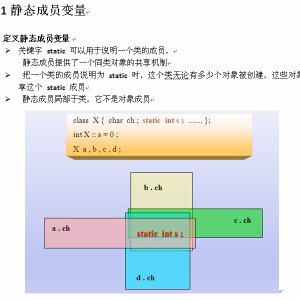 1 静态成员变量
定义静态成员变量
关键字 static 可以用于说明一个类的成员。
静态成员提供了一个同类对象的共享机制
把一个类的成员说明为 static 时，这个类无论有多少个对象被创建，这些对
享这个 static 成员
静态成员局部于类，它不是对象成员
class X { char ch ; static int s ; …… };
int X :: s = 0 ;
X a , b , c , d ;
b . ch
c . ch
a . ch
static int s ;
d . ch